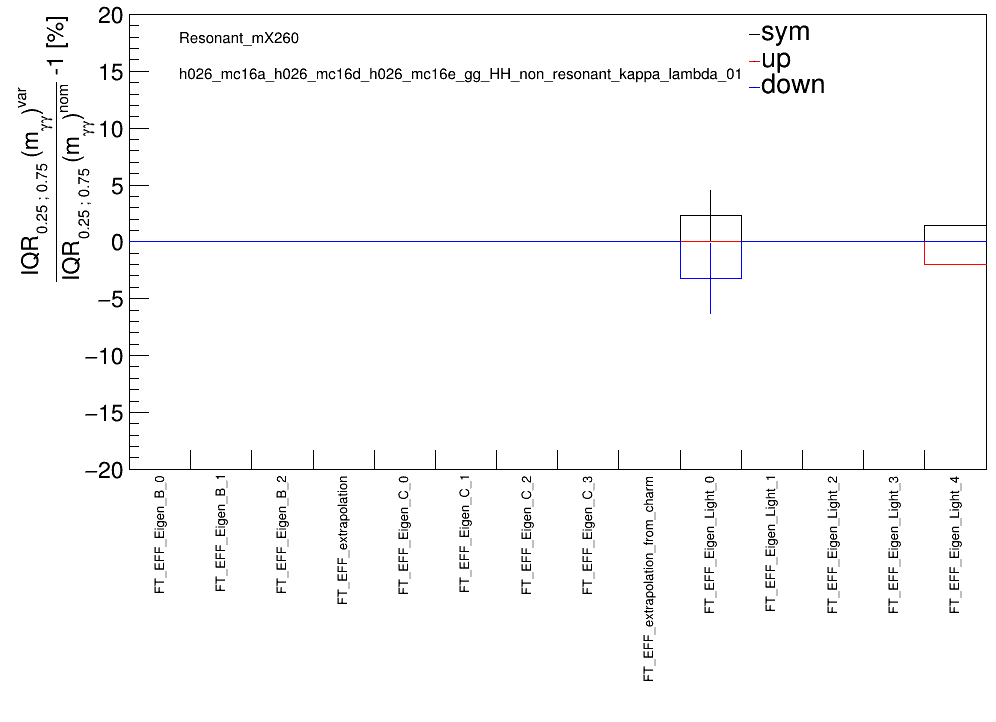 IQR0.25 ; 0.75 (mγγ)var
IQR0.25 ; 0.75 (mγγ)nom
-1 [%]
20
15
10
5
0
−5
−10
−15
−20
Resonant_mX260
h026_mc16a_h026_mc16d_h026_mc16e_gg_HH_non_resonant_kappa_lambda_01
sym
up
down
FT_EFF_Eigen_B_0
FT_EFF_Eigen_B_1
FT_EFF_Eigen_B_2
FT_EFF_extrapolation
FT_EFF_Eigen_C_0
FT_EFF_Eigen_C_1
FT_EFF_Eigen_C_2
FT_EFF_Eigen_C_3
FT_EFF_extrapolation_from_charm
FT_EFF_Eigen_Light_0
FT_EFF_Eigen_Light_1
FT_EFF_Eigen_Light_2
FT_EFF_Eigen_Light_3
FT_EFF_Eigen_Light_4